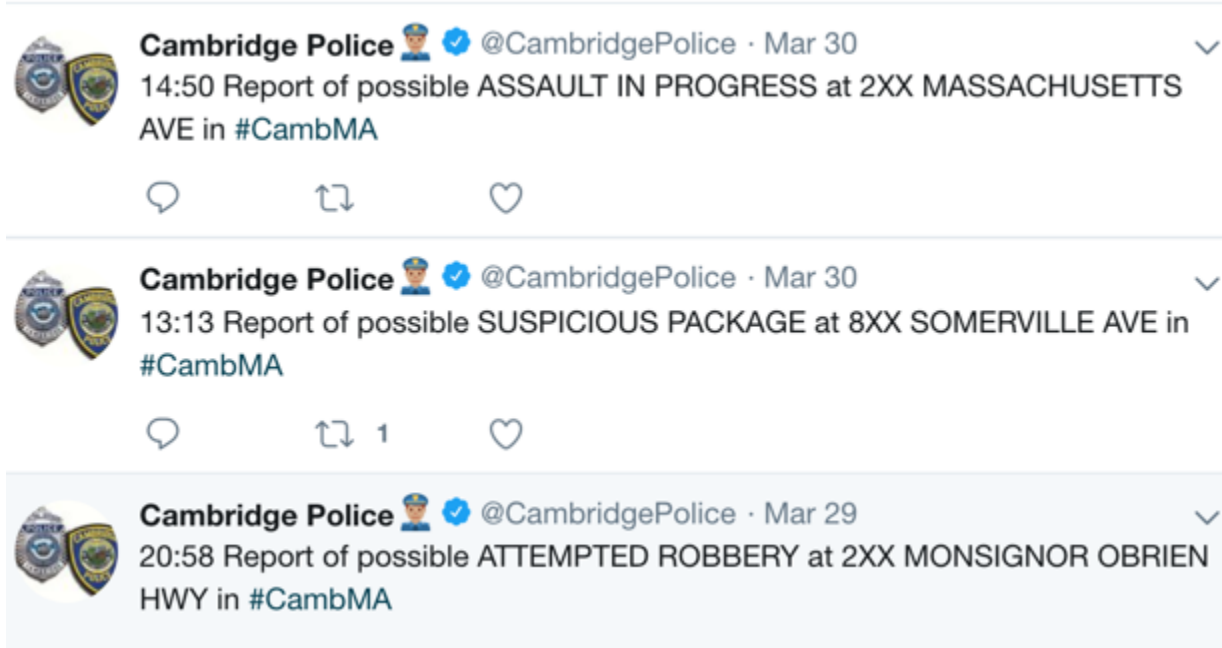 Cambridge Police @CambridgePolice · Mar 30
14:50 Report of possible ASSAULT IN PROGRESS at 2XX MASSACHUSETTS
AVE in #CambMA
Cambridge Police @CambridgePolice · Mar 30
13:13 Report of possible SUSPICIOUS PACKAGE at 8XX SOMERVILLE AVE in
#CambMA
1
Cambridge Police @CambridgePolice · Mar 29
20:58 Report of possible ATTEMPTED ROBBERY at 2XX MONSIGNOR OBRIEN
HWY in #CambMA